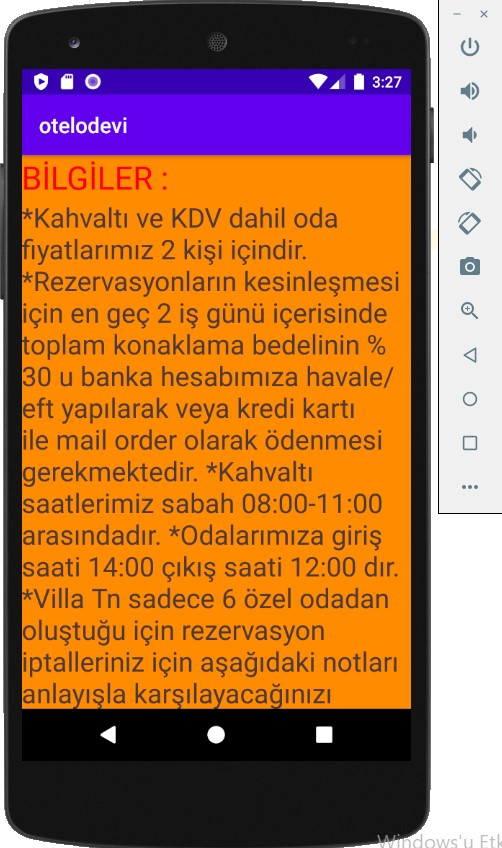 3:27
otelodevi
BİLGİLER :
*Kahvaltı ve KDV dahil oda
fiyatlarımız 2 kişi içindir.
*Rezervasyonların kesinleşmesi
için en geç 2 iş günü içerisinde
toplam konaklama bedelinin %
30 u banka hesabımıza havale/
eft yapılarak veya kredi kartı
ile mail order olarak ödenmesi
gerekmektedir. *Kahvaltı
saatlerimiz sabah 08:00-11:00
arasındadır. *Odalarımıza giriş
saati 14:00 çıkış saati 12:00 dır.
*Villa Tn sadece 6 özel odadan
oluştuğu için rezervasyon
iptalleriniz için aşağıdaki notları
anlayışla karşılayacağınızı
Windows'u Etk